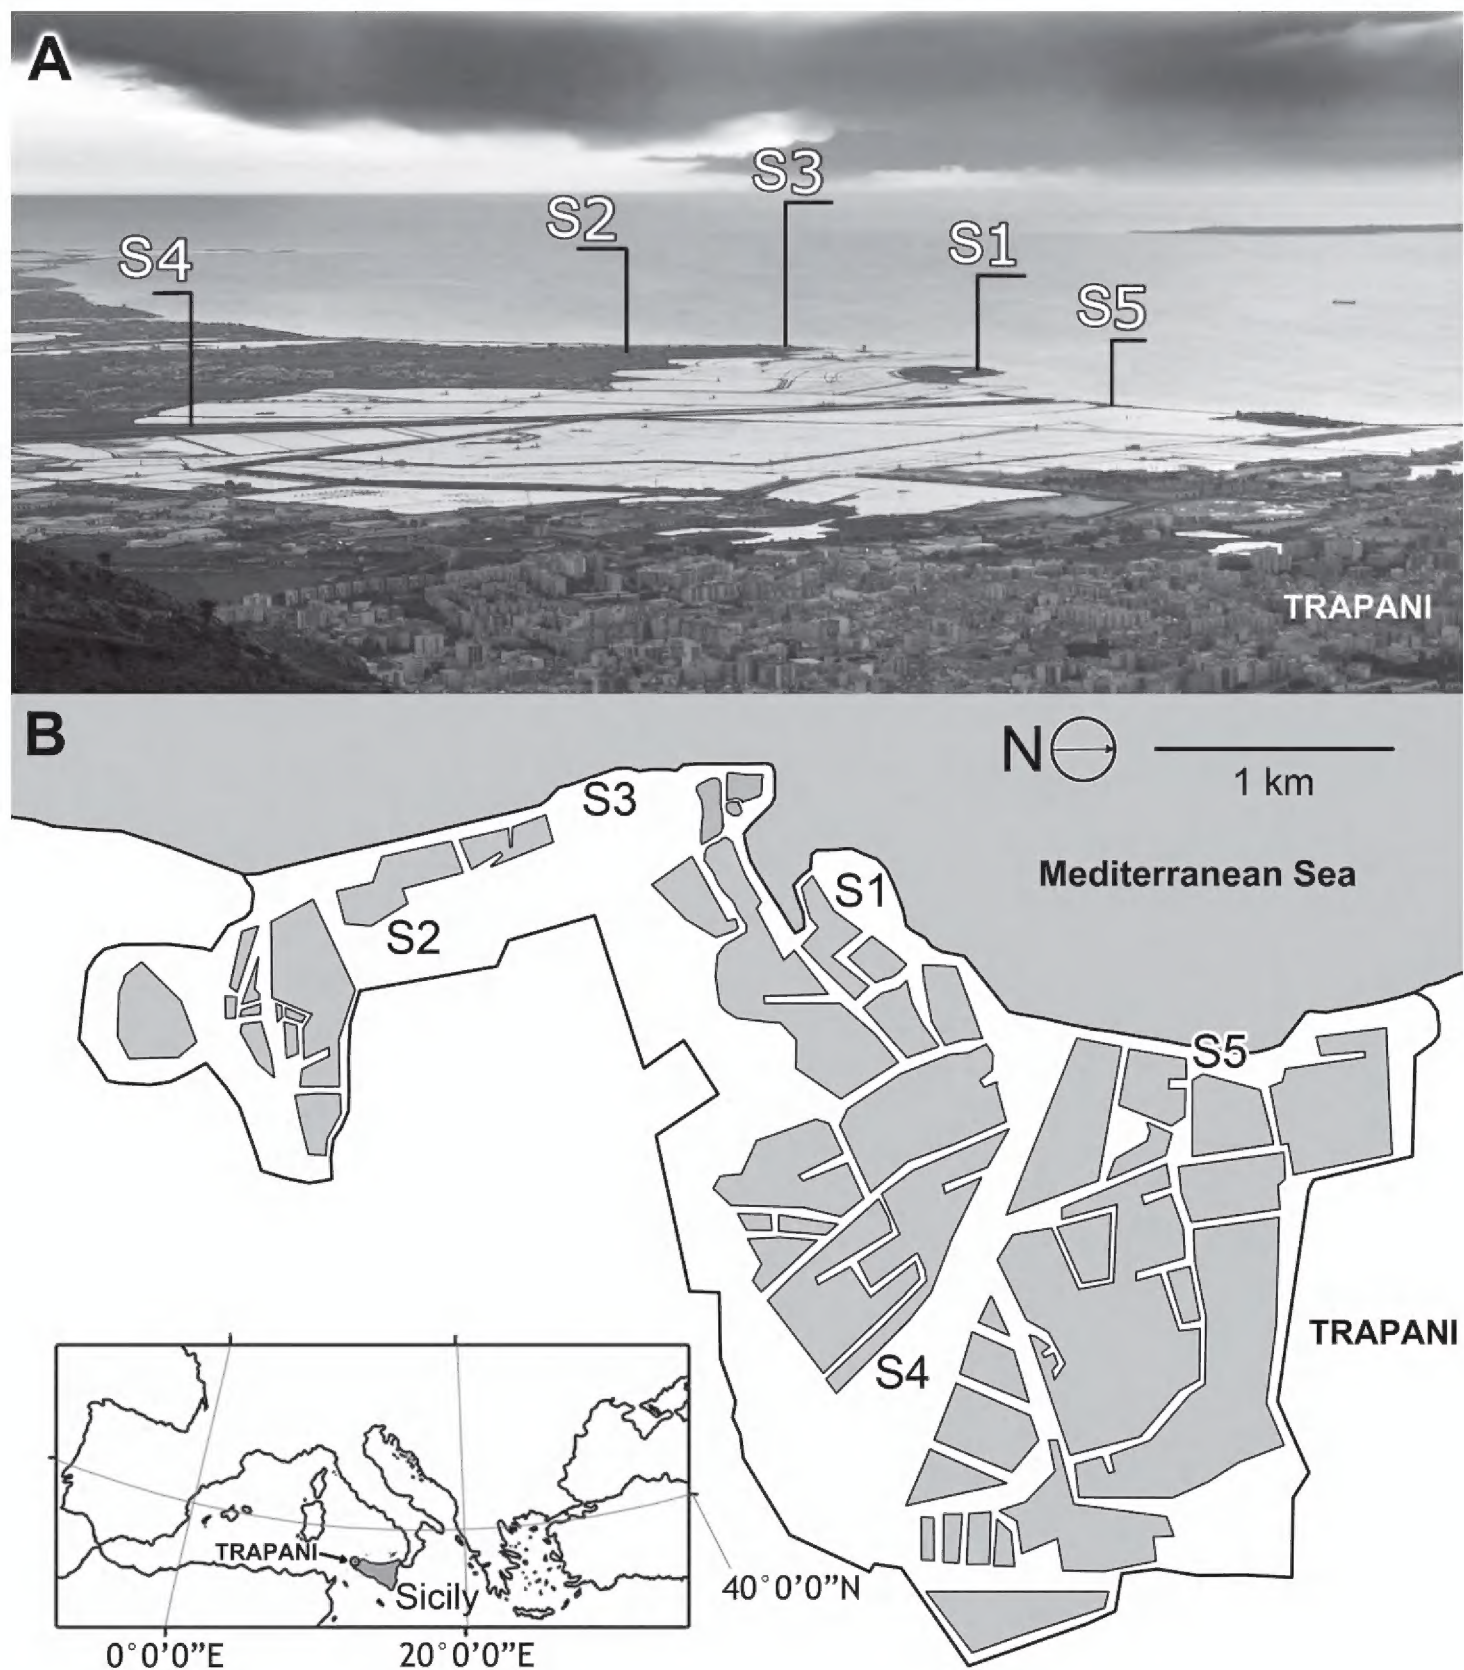 A
S3
S2
S1
S4
S5
TRAPANI
B
N
1 km
S3
Mediterranean Sea
S1
S2
S5
TRAPANI
S4
TRAPANI
Sicily
40°0'0"N
0°0'0"E
20°0'0"E